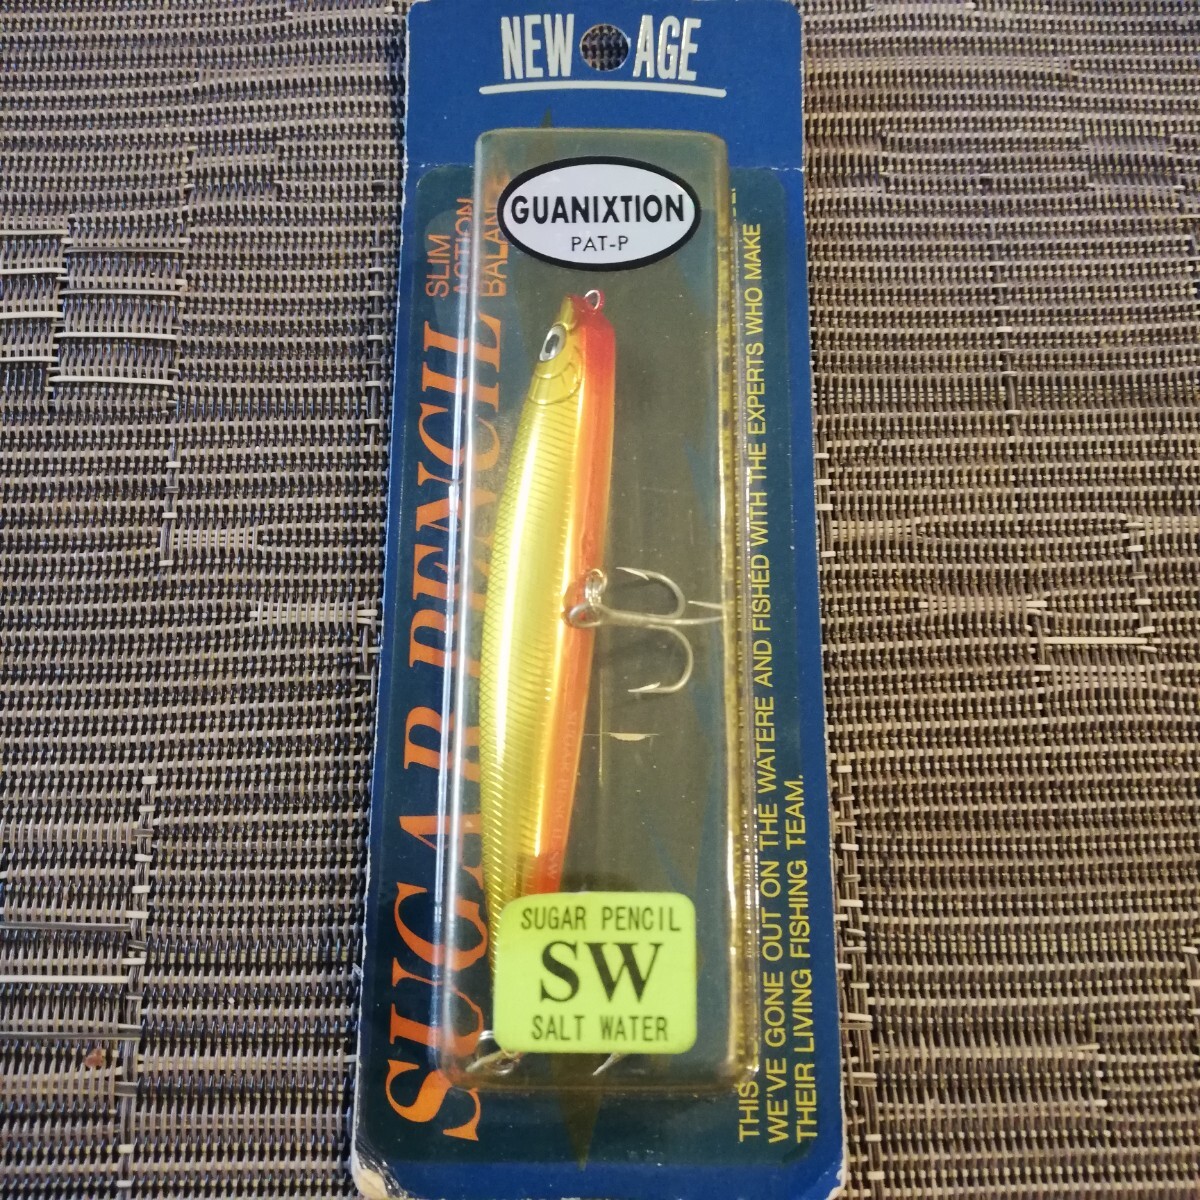 NEW AGE
GUANIXTION
PAT-P
SLIM
ACTION
SUGAR PENCIL
SUGAR PENCIL
SW
SALT WATER
THIS
WE'VE GONE OUT ON THE WATERE AND FISHED WITH THE EXPERTS WHO MAKE
THEIR LIVING FISHING TEAM.